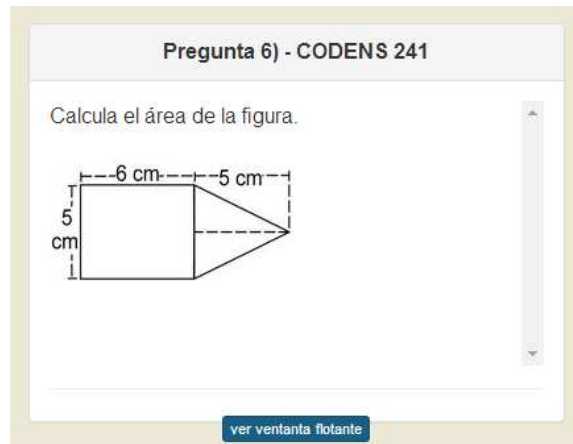 Pregunta 6) - CODENS 241
Calcula el área de la figura.
6 cm
5 cm
5
cm
ver ventanta flotante